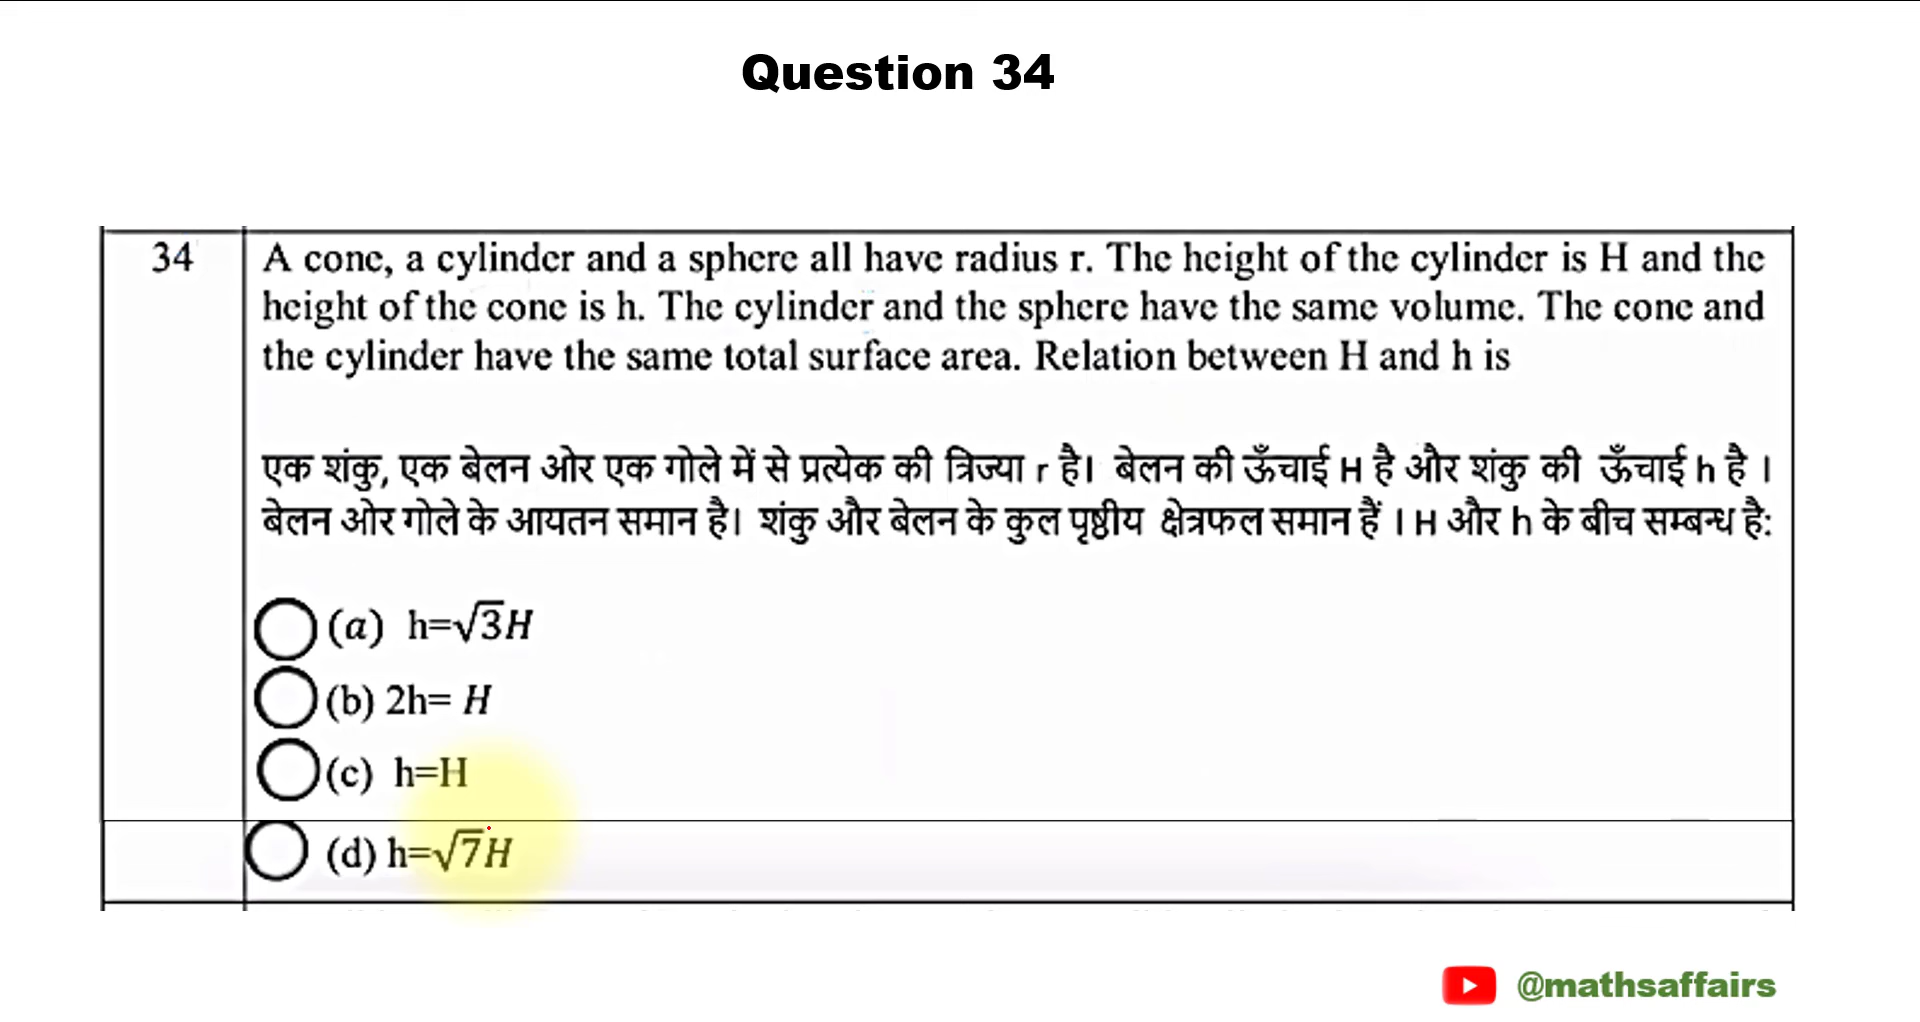 Question 34
34
A cone, a cylinder and a sphere all have radius r. The height of the cylinder is H and the
height of the cone is h. The cylinder and the sphere have the same volume. The cone and
the cylinder have the same total surface area. Relation between H and h is
एक शंकु, एक बेलन ओर एक गोले में से प्रत्येक की त्रिज्या r है। बेलन की ऊँचाई H है और शंकु की ऊँचाई h है ।
बेलन ओर गोले के आयतन समान है। शंकु और बेलन के कुल पृष्ठीय क्षेत्रफल समान हैं । H और h के बीच सम्बन्ध है:
(a) h=√3H
(b) 2h= H
(c) h=H
(d) h=√7H
@mathsaffairs